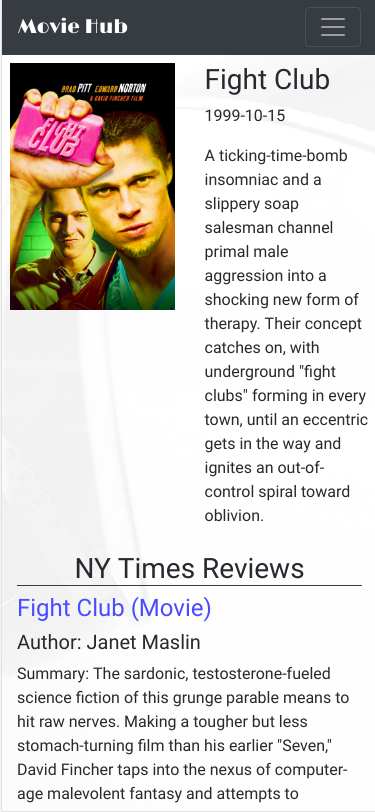 Movie Hub
BRAD PITT EDWARD NORTON
A DAVID FINCHER FILM
FIGHT
CLUB
Fight Club
1999-10-15
A ticking-time-bomb
insomniac and a
slippery soap
salesman channel
primal male
aggression into a
shocking new form of
therapy. Their concept
catches on, with
underground "fight
clubs" forming in every
town, until an eccentric
gets in the way and
ignites an out-of-
control spiral toward
oblivion.
NY Times Reviews
Fight Club (Movie)
Author: Janet Maslin
Summary: The sardonic, testosterone-fueled
science fiction of this grunge parable means to
hit raw nerves. Making a tougher but less
stomach-turning film than his earlier "Seven,"
David Fincher taps into the nexus of computer-
age malevolent fantasy and attempts to